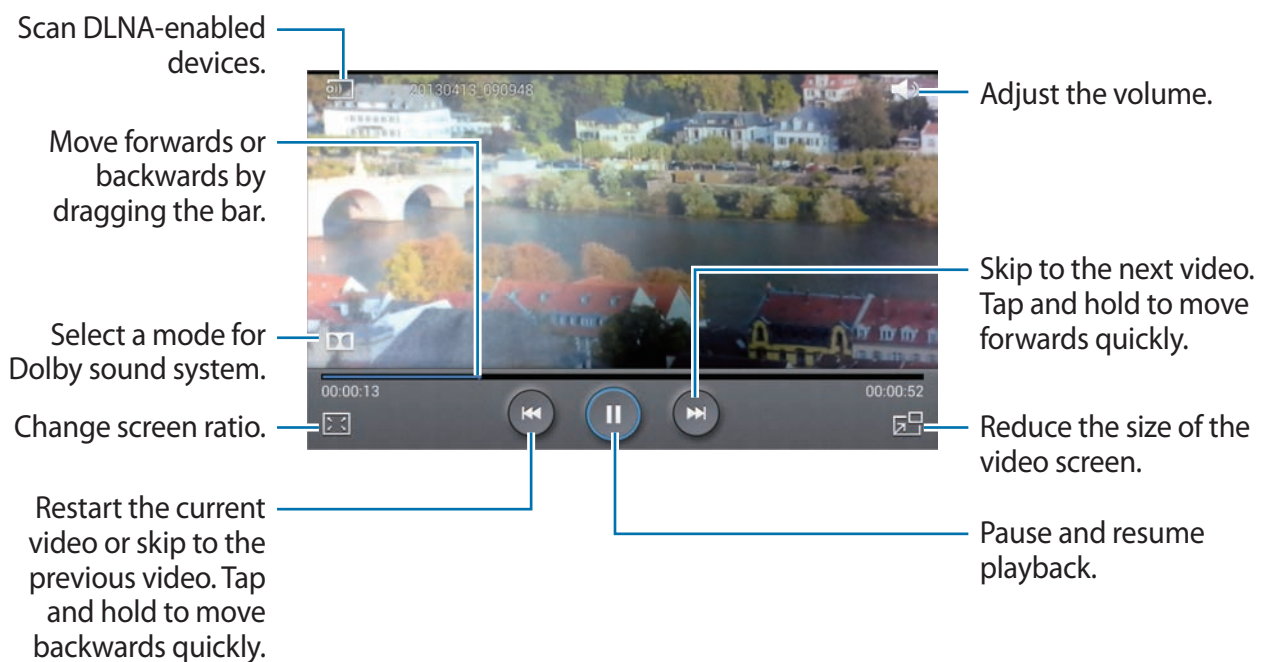 Scan DLNA-enabled
devices.
Move forwards or
backwards by
dragging the bar.
Select a mode for
Dolby sound system.
Change screen ratio.
Restart the current
video or skip to the
previous video. Tap
and hold to move
backwards quickly.
20130413_090948
00:00:13
00:00:52
Adjust the volume.
Skip to the next video.
Tap and hold to move
forwards quickly.
Reduce the size of the
video screen.
Pause and resume
playback.